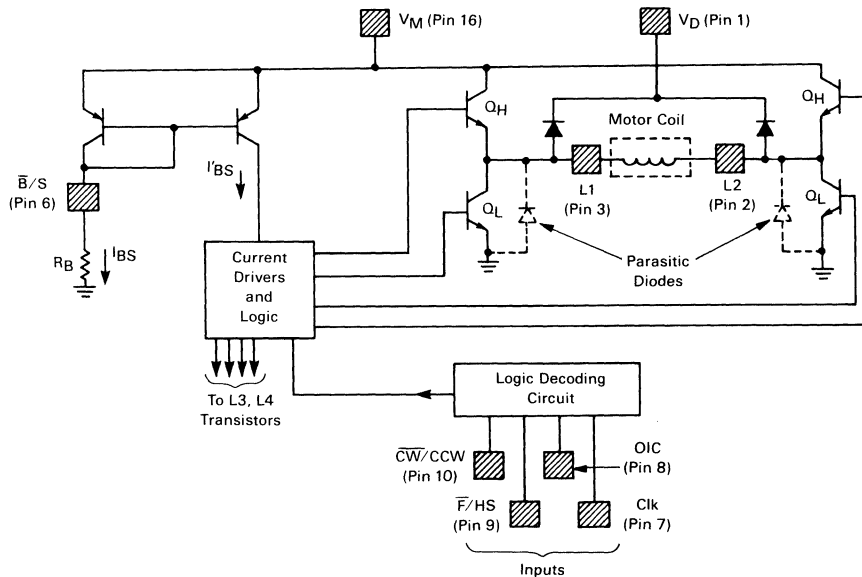 V_M (Pin 16)
V_D (Pin 1)
Q_H
Q_H
Motor Coil
I'_BS
B̅/S
(Pin 6)
L1
(Pin 3)
L2
(Pin 2)
Q_L
Q_L
R_B
I_BS
Current
Drivers
and
Logic
Parasitic
Diodes
To L3, L4
Transistors
Logic Decoding
Circuit
C̅W̅/CCW
(Pin 10)
OIC
(Pin 8)
F̅/HS
(Pin 9)
Clk
(Pin 7)
Inputs